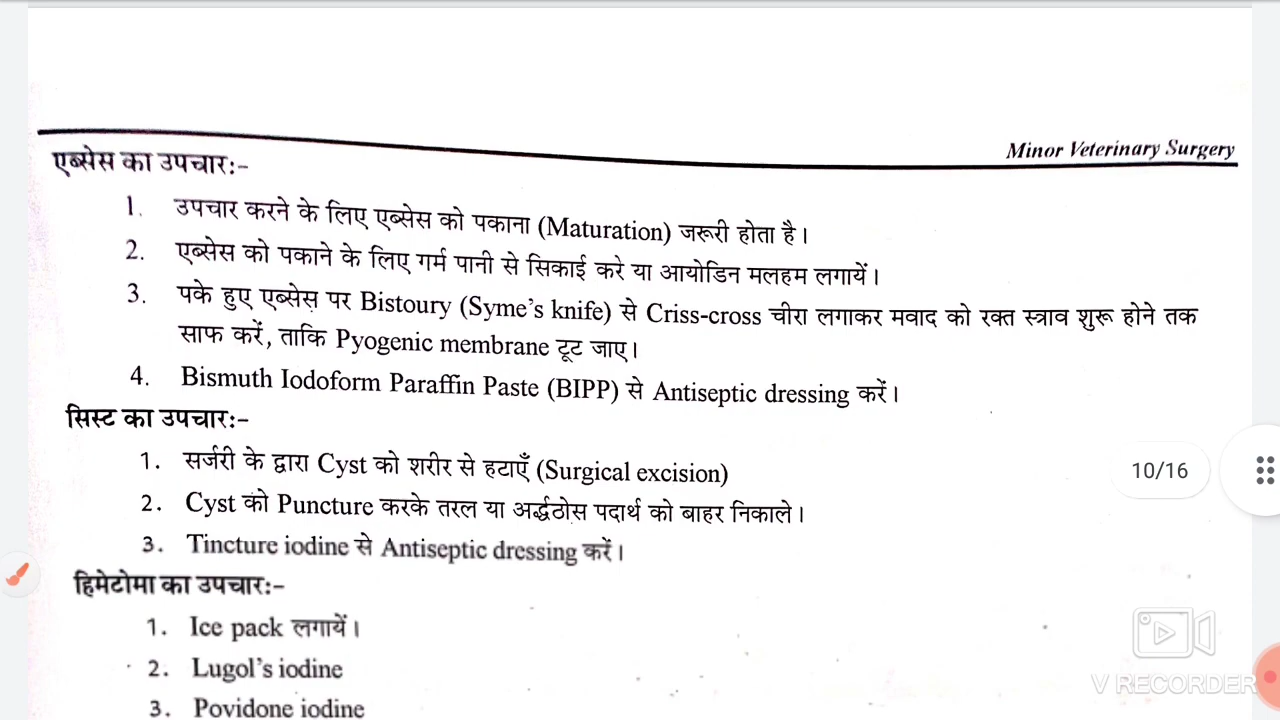 Minor Veterinary Surgery
एब्सेस का उपचारः-
1. उपचार करने के लिए एब्सेस को पकाना (Maturation) जरूरी होता है।
2. एब्सेस को पकाने के लिए गर्म पानी से सिकाई करे या आयोडिन मलहम लगायें।
3. पके हुए एब्सेस पर Bistoury (Syme's knife) से Criss-cross चीरा लगाकर मवाद को रक्त स्त्राव शुरू होने तक
साफ करें, ताकि Pyogenic membrane टूट जाए।
4. Bismuth Iodoform Paraffin Paste (BIPP) से Antiseptic dressing करें।
सिस्ट का उपचारः-
1. सर्जरी के द्वारा Cyst को शरीर से हटाएँ (Surgical excision)
10/16
2. Cyst को Puncture करके तरल या अर्द्धठोस पदार्थ को बाहर निकाले।
3. Tincture iodine से Antiseptic dressing करें।
हिमेटोमा का उपचारः-
1. Ice pack लगायें।
2. Lugol's iodine
3. Povidone iodine
V RECORDER